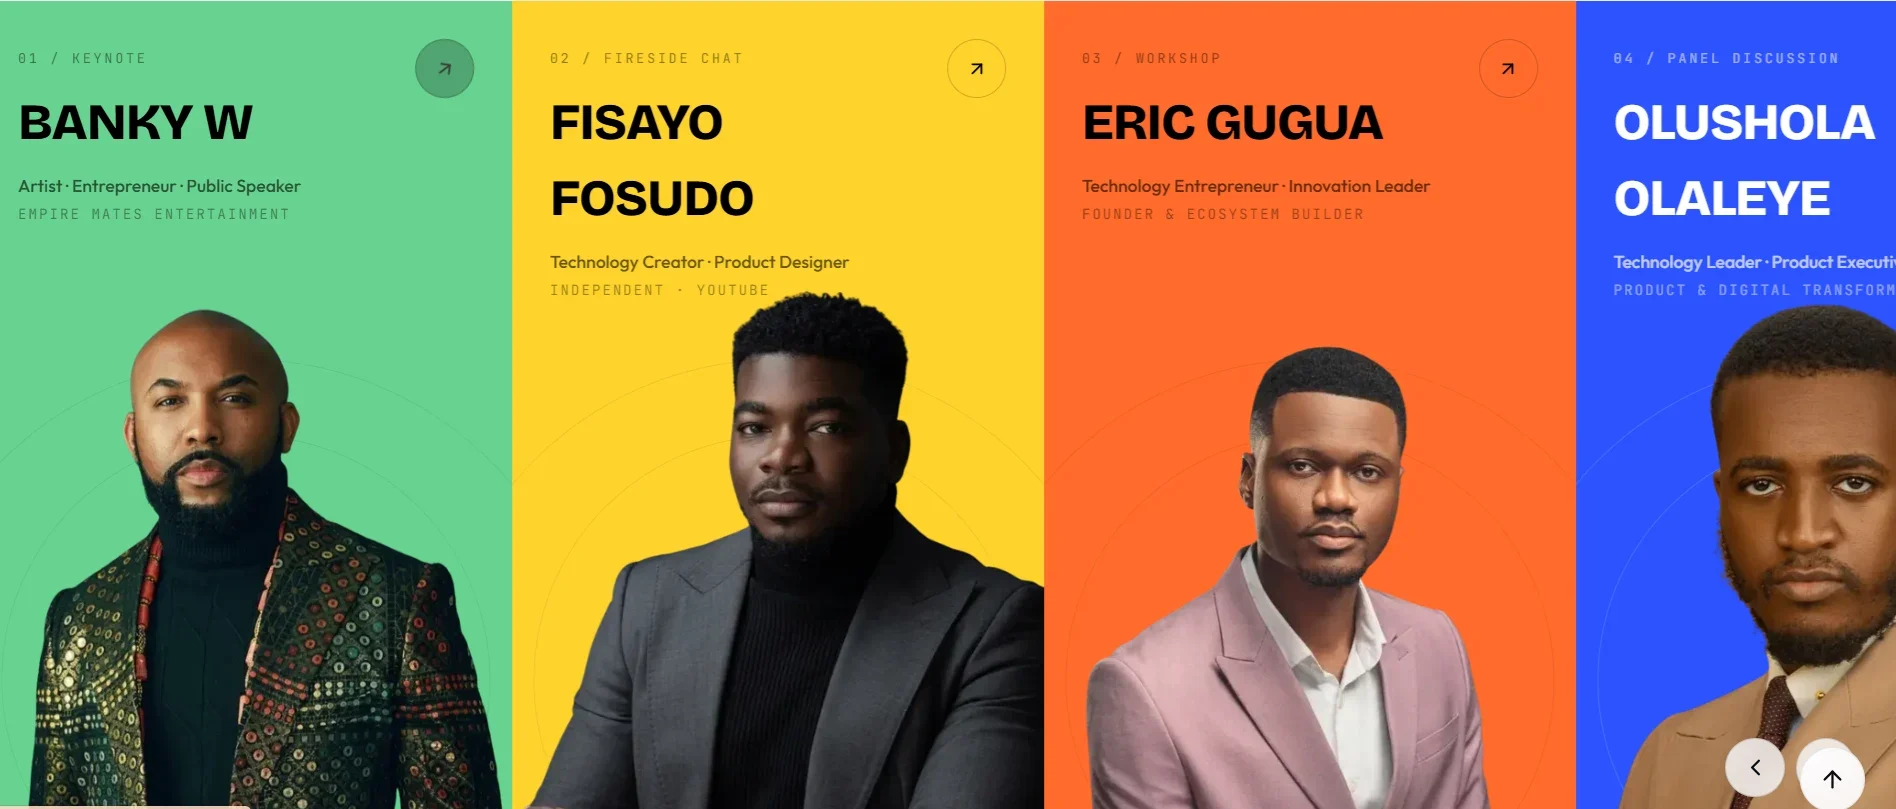 01 / KEYNOTE
BANKY W
Artist · Entrepreneur · Public Speaker
EMPIRE MATES ENTERTAINMENT
02 / FIRESIDE CHAT
FISAYO
FOSUDO
Technology Creator · Product Designer
INDEPENDENT · YOUTUBE
03 / WORKSHOP
ERIC GUGUA
Technology Entrepreneur · Innovation Leader
FOUNDER & ECOSYSTEM BUILDER
04 / PANEL DISCUSSION
OLUSHOLA
OLALEYE
Technology Leader · Product
PRODUCT & DIGITAL